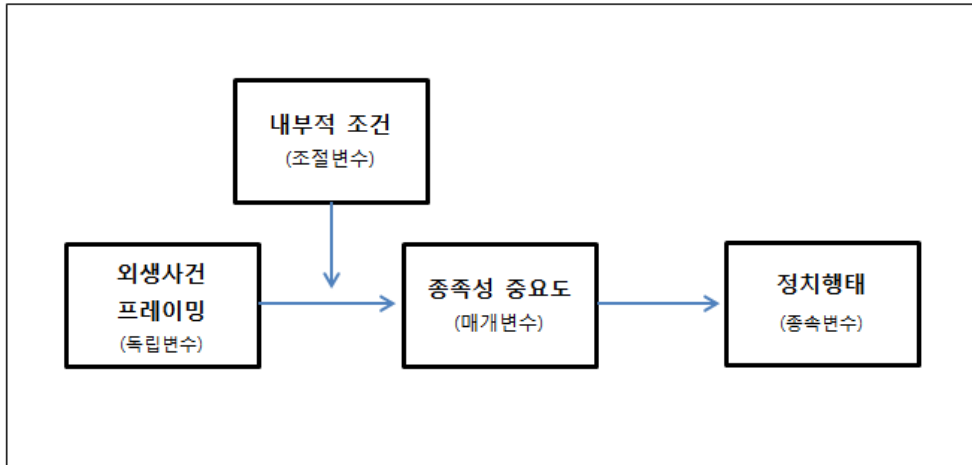 내부적 조건
(조절변수)
외생사건
프레이밍
(독립변수)
종족성 중요도
(매개변수)
정치행태
(종속변수)